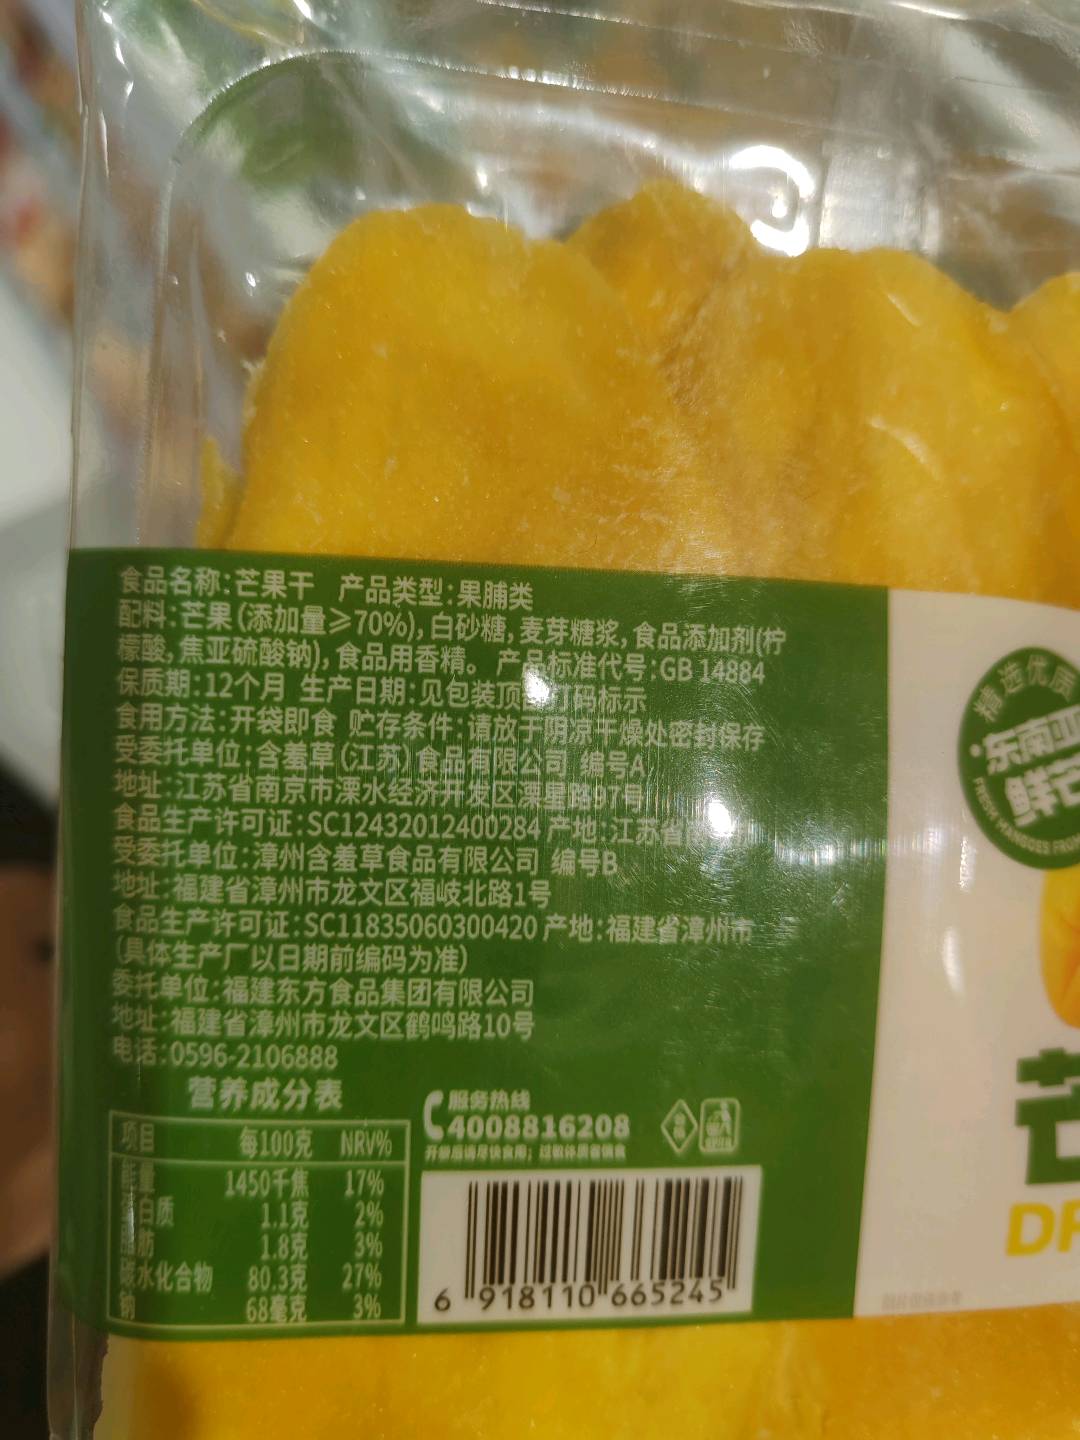 食品名称:芒果干 产品类型:果脯类
配料:芒果(添加量≥70%),白砂糖,麦芽糖浆,食品添加剂(柠
檬酸,焦亚硫酸钠),食品用香精。 产品标准代号:GB 14884
保质期:12个月 生产日期:见包装顶 打码标示
食用方法:开袋即食 贮存条件:请放于阴凉干燥处密封保存
受委托单位:含羞草(江苏)食品有限公司 编号A
地址:江苏省南京市溧水经济开发区溧星路97号
食品生产许可证:SC12432012400284 产地:江苏省
受委托单位:漳州含羞草食品有限公司 编号B
地址:福建省漳州市龙文区福岐北路1号
食品生产许可证:SC11835060300420 产地:福建省漳州市
(具体生产厂以日期前编码为准)
委托单位:福建东方食品集团有限公司
地址:福建省漳州市龙文区鹤鸣路10号
电话:0596-2106888
营养成分表
项目 每100克 NRV%
能量 1450千焦 17%
蛋白质 1.1克 2%
脂肪 1.8克 3%
碳水化合物 80.3克 27%
钠 68毫克 3%
服务热线
4008816208
6 918110 665245
精选优质
东南亚
鲜芒
FRESH MANGOES FROM
芒
DR